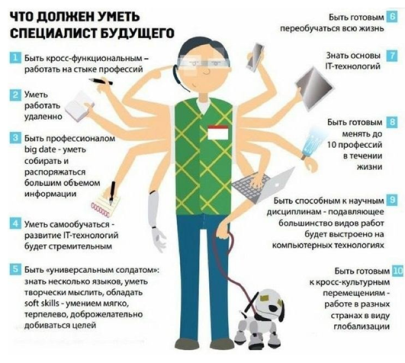 ЧТО ДОЛЖЕН УМЕТЬ
СПЕЦИАЛИСТ БУДУЩЕГО
1 Быть кросс-функциональным –
работать на стыке профессий
2 Уметь
работать
удаленно
3 Быть профессионалом
big date - уметь
собирать и
распоряжаться
большим объемом
информации
4 Уметь самообучаться -
развитие IT-технологий
будет стремительным
5 Быть «универсальным солдатом»:
знать несколько языков, уметь
творчески мыслить, обладать
soft skills - умением мягко,
терпелево, доброжелательно
добиваться целей
Быть готовым 6
переобучаться всю жизнь
Знать основы 7
IT-технологий
Быть готовым 8
менять до
10 профессий
в течении
жизни
Быть способным к научным 9
дисциплинам - подавляющее
большинство видов работ
будет выстроено на
компьютерных технологиях
Быть готовым 10
к кросс-культурным
перемещениям -
работе в разных
странах в виду
глобализации